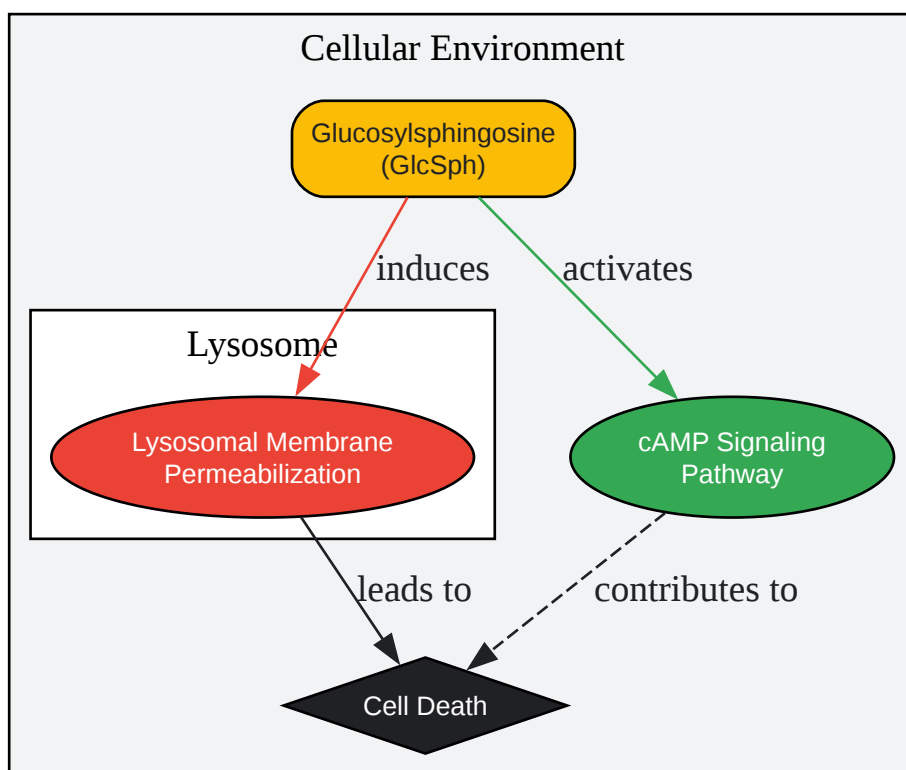 Cellular Environment
Glucosylsphingosine
(GlcSph)
induces
activates
Lysosome
Lysosomal Membrane
Permeabilization
cAMP Signaling
Pathway
leads to
contributes to
Cell Death